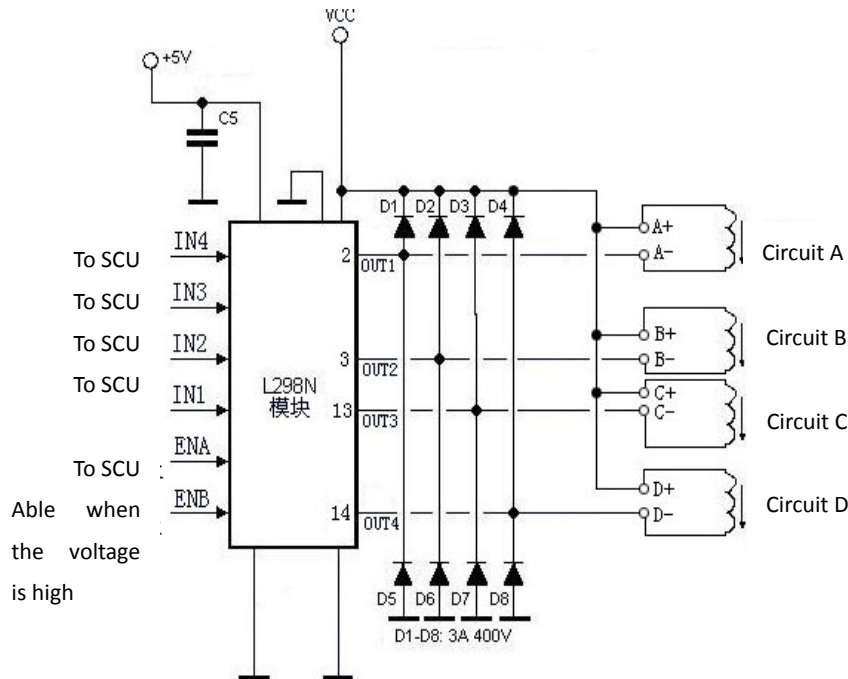 VCC
+5V
C5
D1 D2 D3 D4
IN4
To SCU
2
OUT1
A+
A-
Circuit A
IN3
To SCU
IN2
To SCU
3
OUT2
B+
B-
Circuit B
L298N
模块
To SCU
IN1
13
OUT3
C+
C-
Circuit C
ENA
To SCU
ENB
Able when
the voltage
is high
14
OUT4
D+
D-
Circuit D
D5 D6 D7 D8
D1-D8: 3A 400V